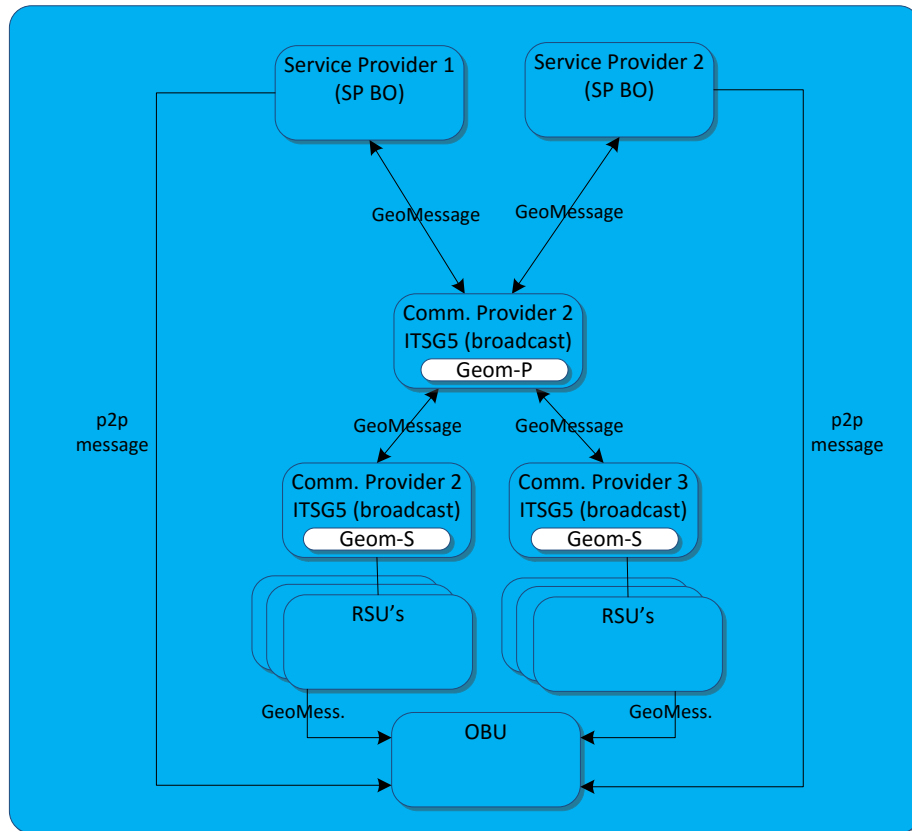 Service Provider 1
(SP BO)
Service Provider 2
(SP BO)
GeoMessage
GeoMessage
Comm. Provider 2
ITSG5 (broadcast)
Geom-P
p2p
message
GeoMessage
GeoMessage
p2p
message
Comm. Provider 2
ITSG5 (broadcast)
Geom-S
Comm. Provider 3
ITSG5 (broadcast)
Geom-S
RSU's
RSU's
GeoMess.
GeoMess.
OBU